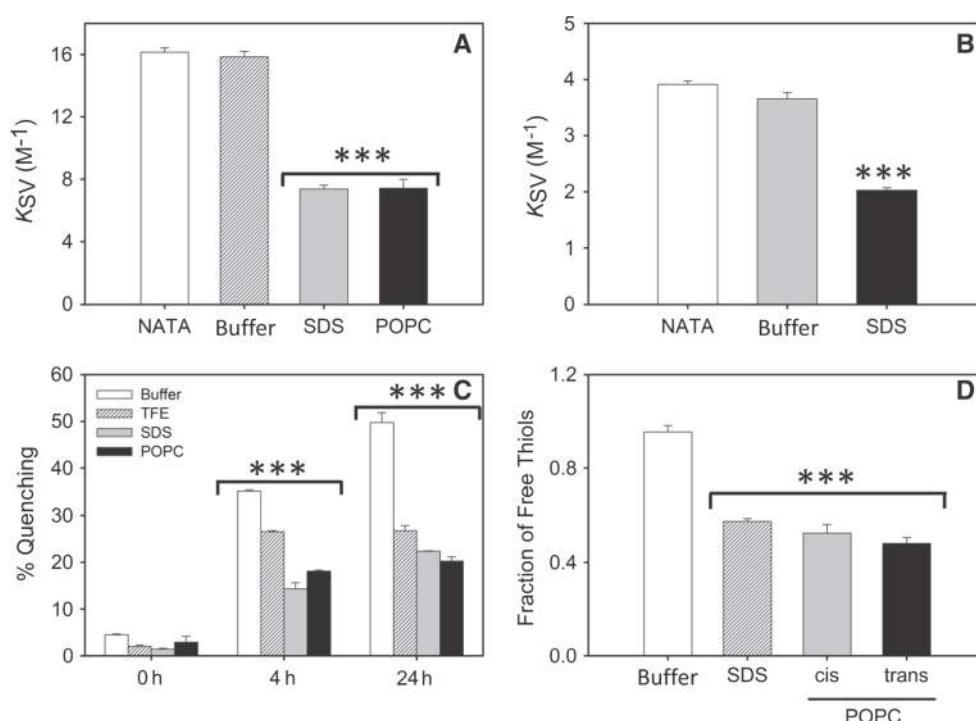 A
K_SV (M⁻¹)
16
12
8
4
0
***
NATA Buffer SDS POPC
B
K_SV (M⁻¹)
5
4
3
2
1
0
***
NATA Buffer SDS
C
% Quenching
60
50
40
30
20
10
0
Buffer
TFE
SDS
POPC
***
***
0 h 4 h 24 h
D
Fraction of Free Thiols
1.2
0.8
0.4
0.0
***
Buffer SDS cis trans
POPC